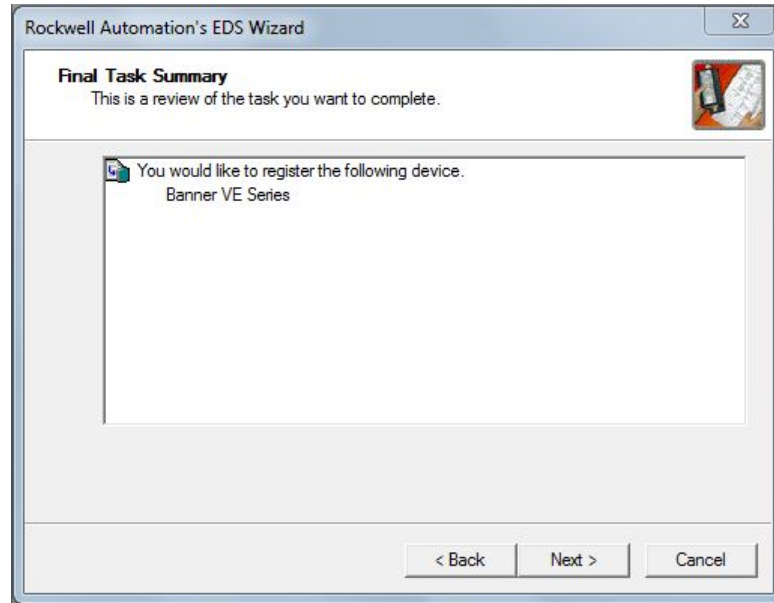 Rockwell Automation's EDS Wizard
Final Task Summary
This is a review of the task you want to complete.
You would like to register the following device.
Banner VE Series
< Back
Next >
Cancel